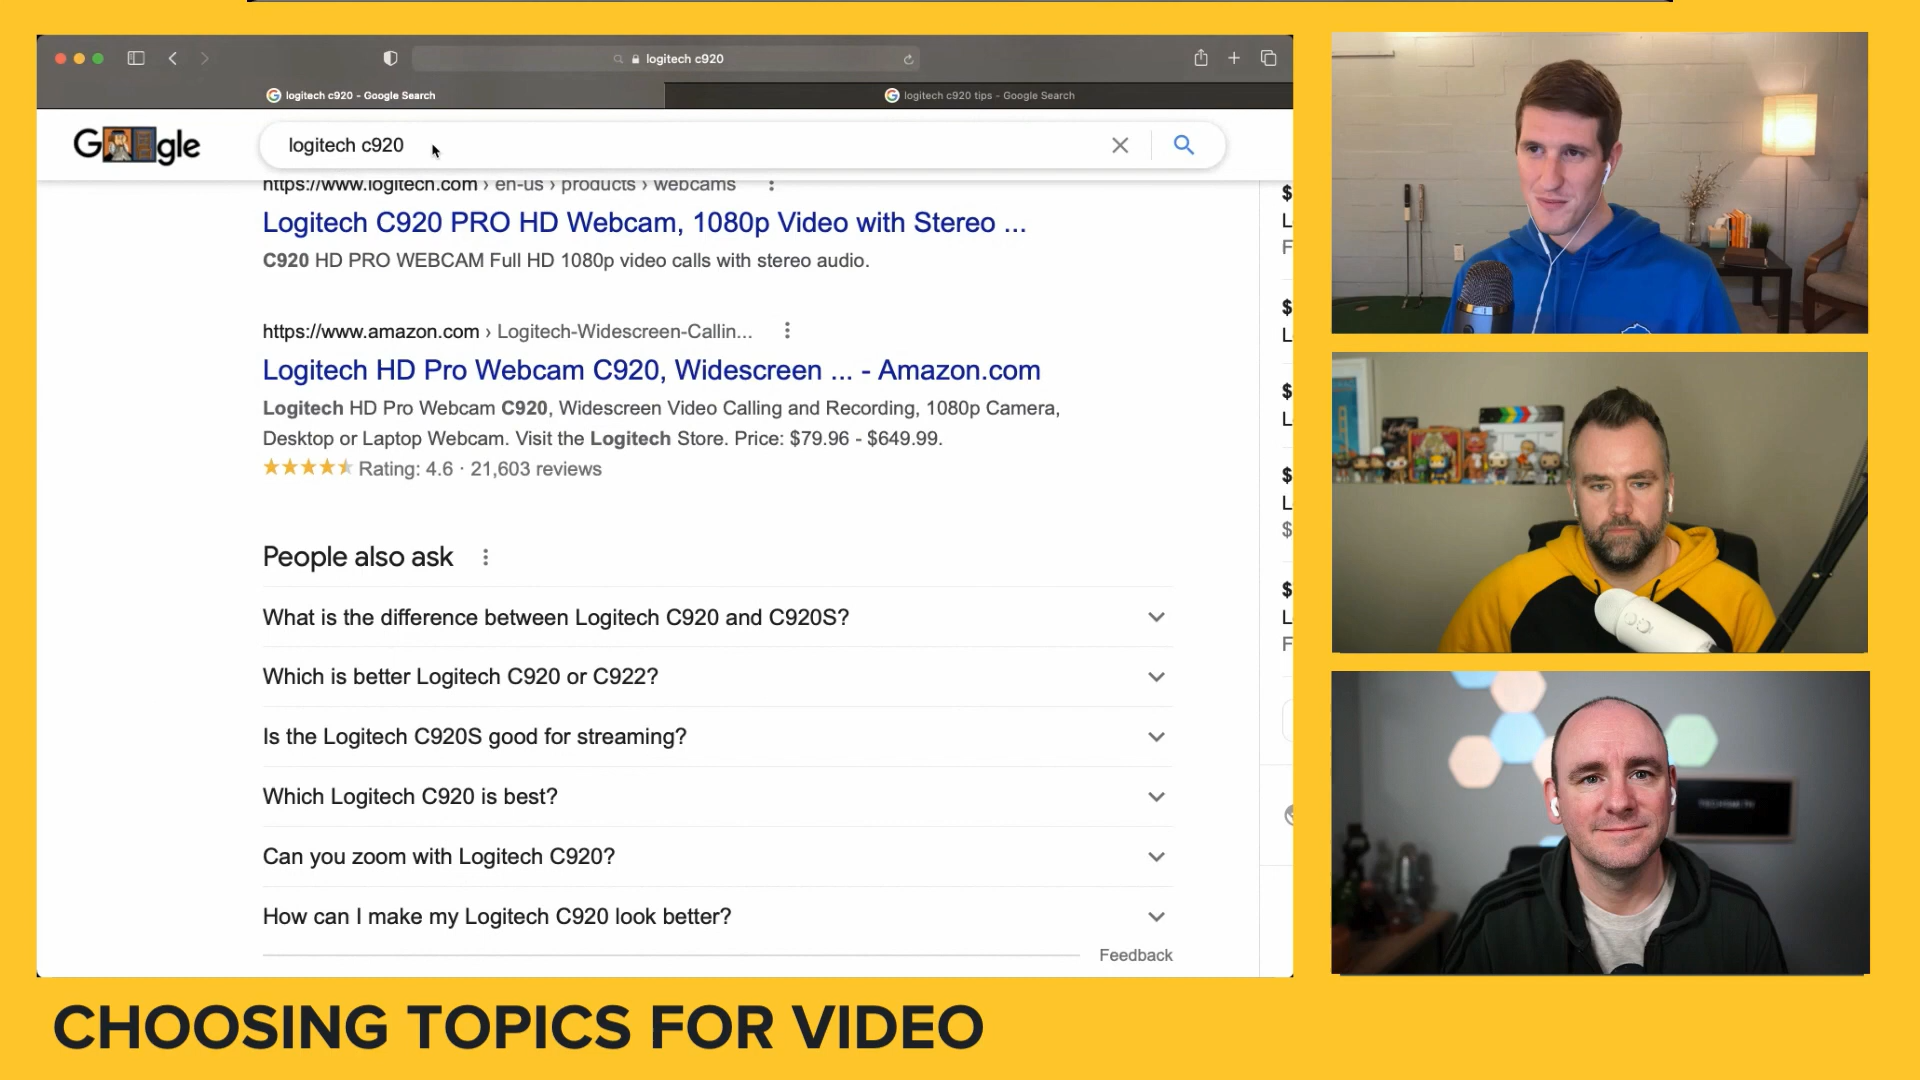 logitech c920
logitech c920 - Google Search
logitech c920 tips - Google Search
G gle
logitech c920
https://www.logitech.com › en-us › products › webcams
Logitech C920 PRO HD Webcam, 1080p Video with Stereo ...
C920 HD PRO WEBCAM Full HD 1080p video calls with stereo audio.
https://www.amazon.com › Logitech-Widescreen-Callin...
Logitech HD Pro Webcam C920, Widescreen ... - Amazon.com
Logitech HD Pro Webcam C920, Widescreen Video Calling and Recording, 1080p Camera,
Desktop or Laptop Webcam. Visit the Logitech Store. Price: $79.96 - $649.99.
Rating: 4.6 · 21,603 reviews
People also ask
What is the difference between Logitech C920 and C920S?
Which is better Logitech C920 or C922?
Is the Logitech C920S good for streaming?
Which Logitech C920 is best?
Can you zoom with Logitech C920?
How can I make my Logitech C920 look better?
Feedback
$
L
F
$
L
$
L
$
L
$
$
L
F
TECHSMITH
CHOOSING TOPICS FOR VIDEO